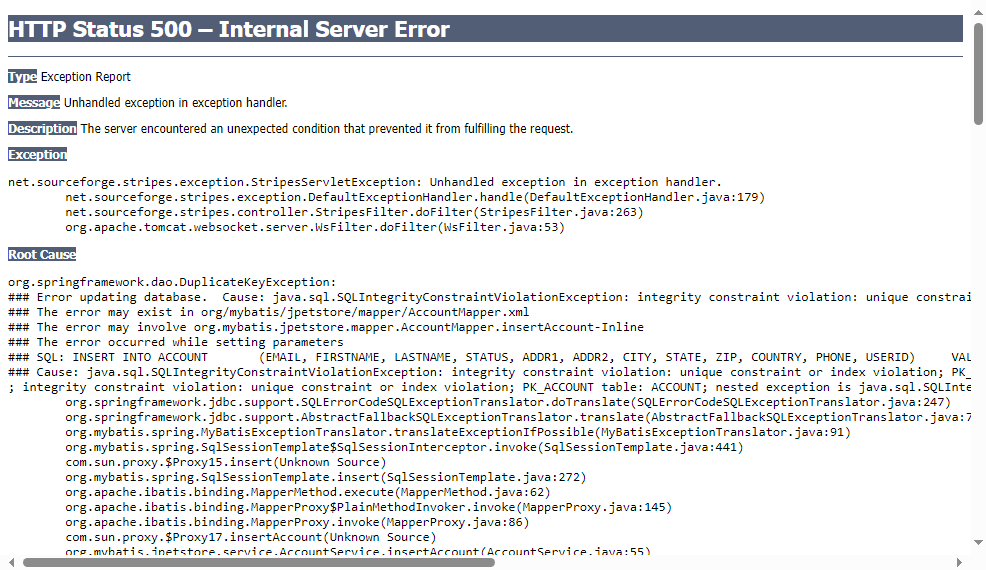 HTTP Status 500 – Internal Server Error
Type Exception Report
Message Unhandled exception in exception handler.
Description The server encountered an unexpected condition that prevented it from fulfilling the request.
Exception
net.sourceforge.stripes.exception.StripesServletException: Unhandled exception in exception handler.
net.sourceforge.stripes.exception.DefaultExceptionHandler.handle(DefaultExceptionHandler.java:179)
net.sourceforge.stripes.controller.StripesFilter.doFilter(StripesFilter.java:263)
org.apache.tomcat.websocket.server.WsFilter.doFilter(WsFilter.java:53)
Root Cause
org.springframework.dao.DuplicateKeyException:
### Error updating database.  Cause: java.sql.SQLIntegrityConstraintViolationException: integrity constraint violation: unique constrai
### The error may exist in org/mybatis/jpetstore/mapper/AccountMapper.xml
### The error may involve org.mybatis.jpetstore.mapper.AccountMapper.insertAccount-Inline
### The error occurred while setting parameters
### SQL: INSERT INTO ACCOUNT       (EMAIL, FIRSTNAME, LASTNAME, STATUS, ADDR1, ADDR2, CITY, STATE, ZIP, COUNTRY, PHONE, USERID)     VAL
### Cause: java.sql.SQLIntegrityConstraintViolationException: integrity constraint violation: unique constraint or index violation; PK_
; integrity constraint violation: unique constraint or index violation; PK_ACCOUNT table: ACCOUNT; nested exception is java.sql.SQLInte
org.springframework.jdbc.support.SQLErrorCodeSQLExceptionTranslator.doTranslate(SQLErrorCodeSQLExceptionTranslator.java:247)
org.springframework.jdbc.support.AbstractFallbackSQLExceptionTranslator.translate(AbstractFallbackSQLExceptionTranslator.java:7
org.mybatis.spring.MyBatisExceptionTranslator.translateExceptionIfPossible(MyBatisExceptionTranslator.java:91)
org.mybatis.spring.SqlSessionTemplate$SqlSessionInterceptor.invoke(SqlSessionTemplate.java:441)
com.sun.proxy.$Proxy15.insert(Unknown Source)
org.mybatis.spring.SqlSessionTemplate.insert(SqlSessionTemplate.java:272)
org.apache.ibatis.binding.MapperMethod.execute(MapperMethod.java:62)
org.apache.ibatis.binding.MapperProxy$PlainMethodInvoker.invoke(MapperProxy.java:145)
org.apache.ibatis.binding.MapperProxy.invoke(MapperProxy.java:86)
com.sun.proxy.$Proxy17.insertAccount(Unknown Source)
org.mybatis.jpetstore.service.AccountService.insertAccount(AccountService.java:55)